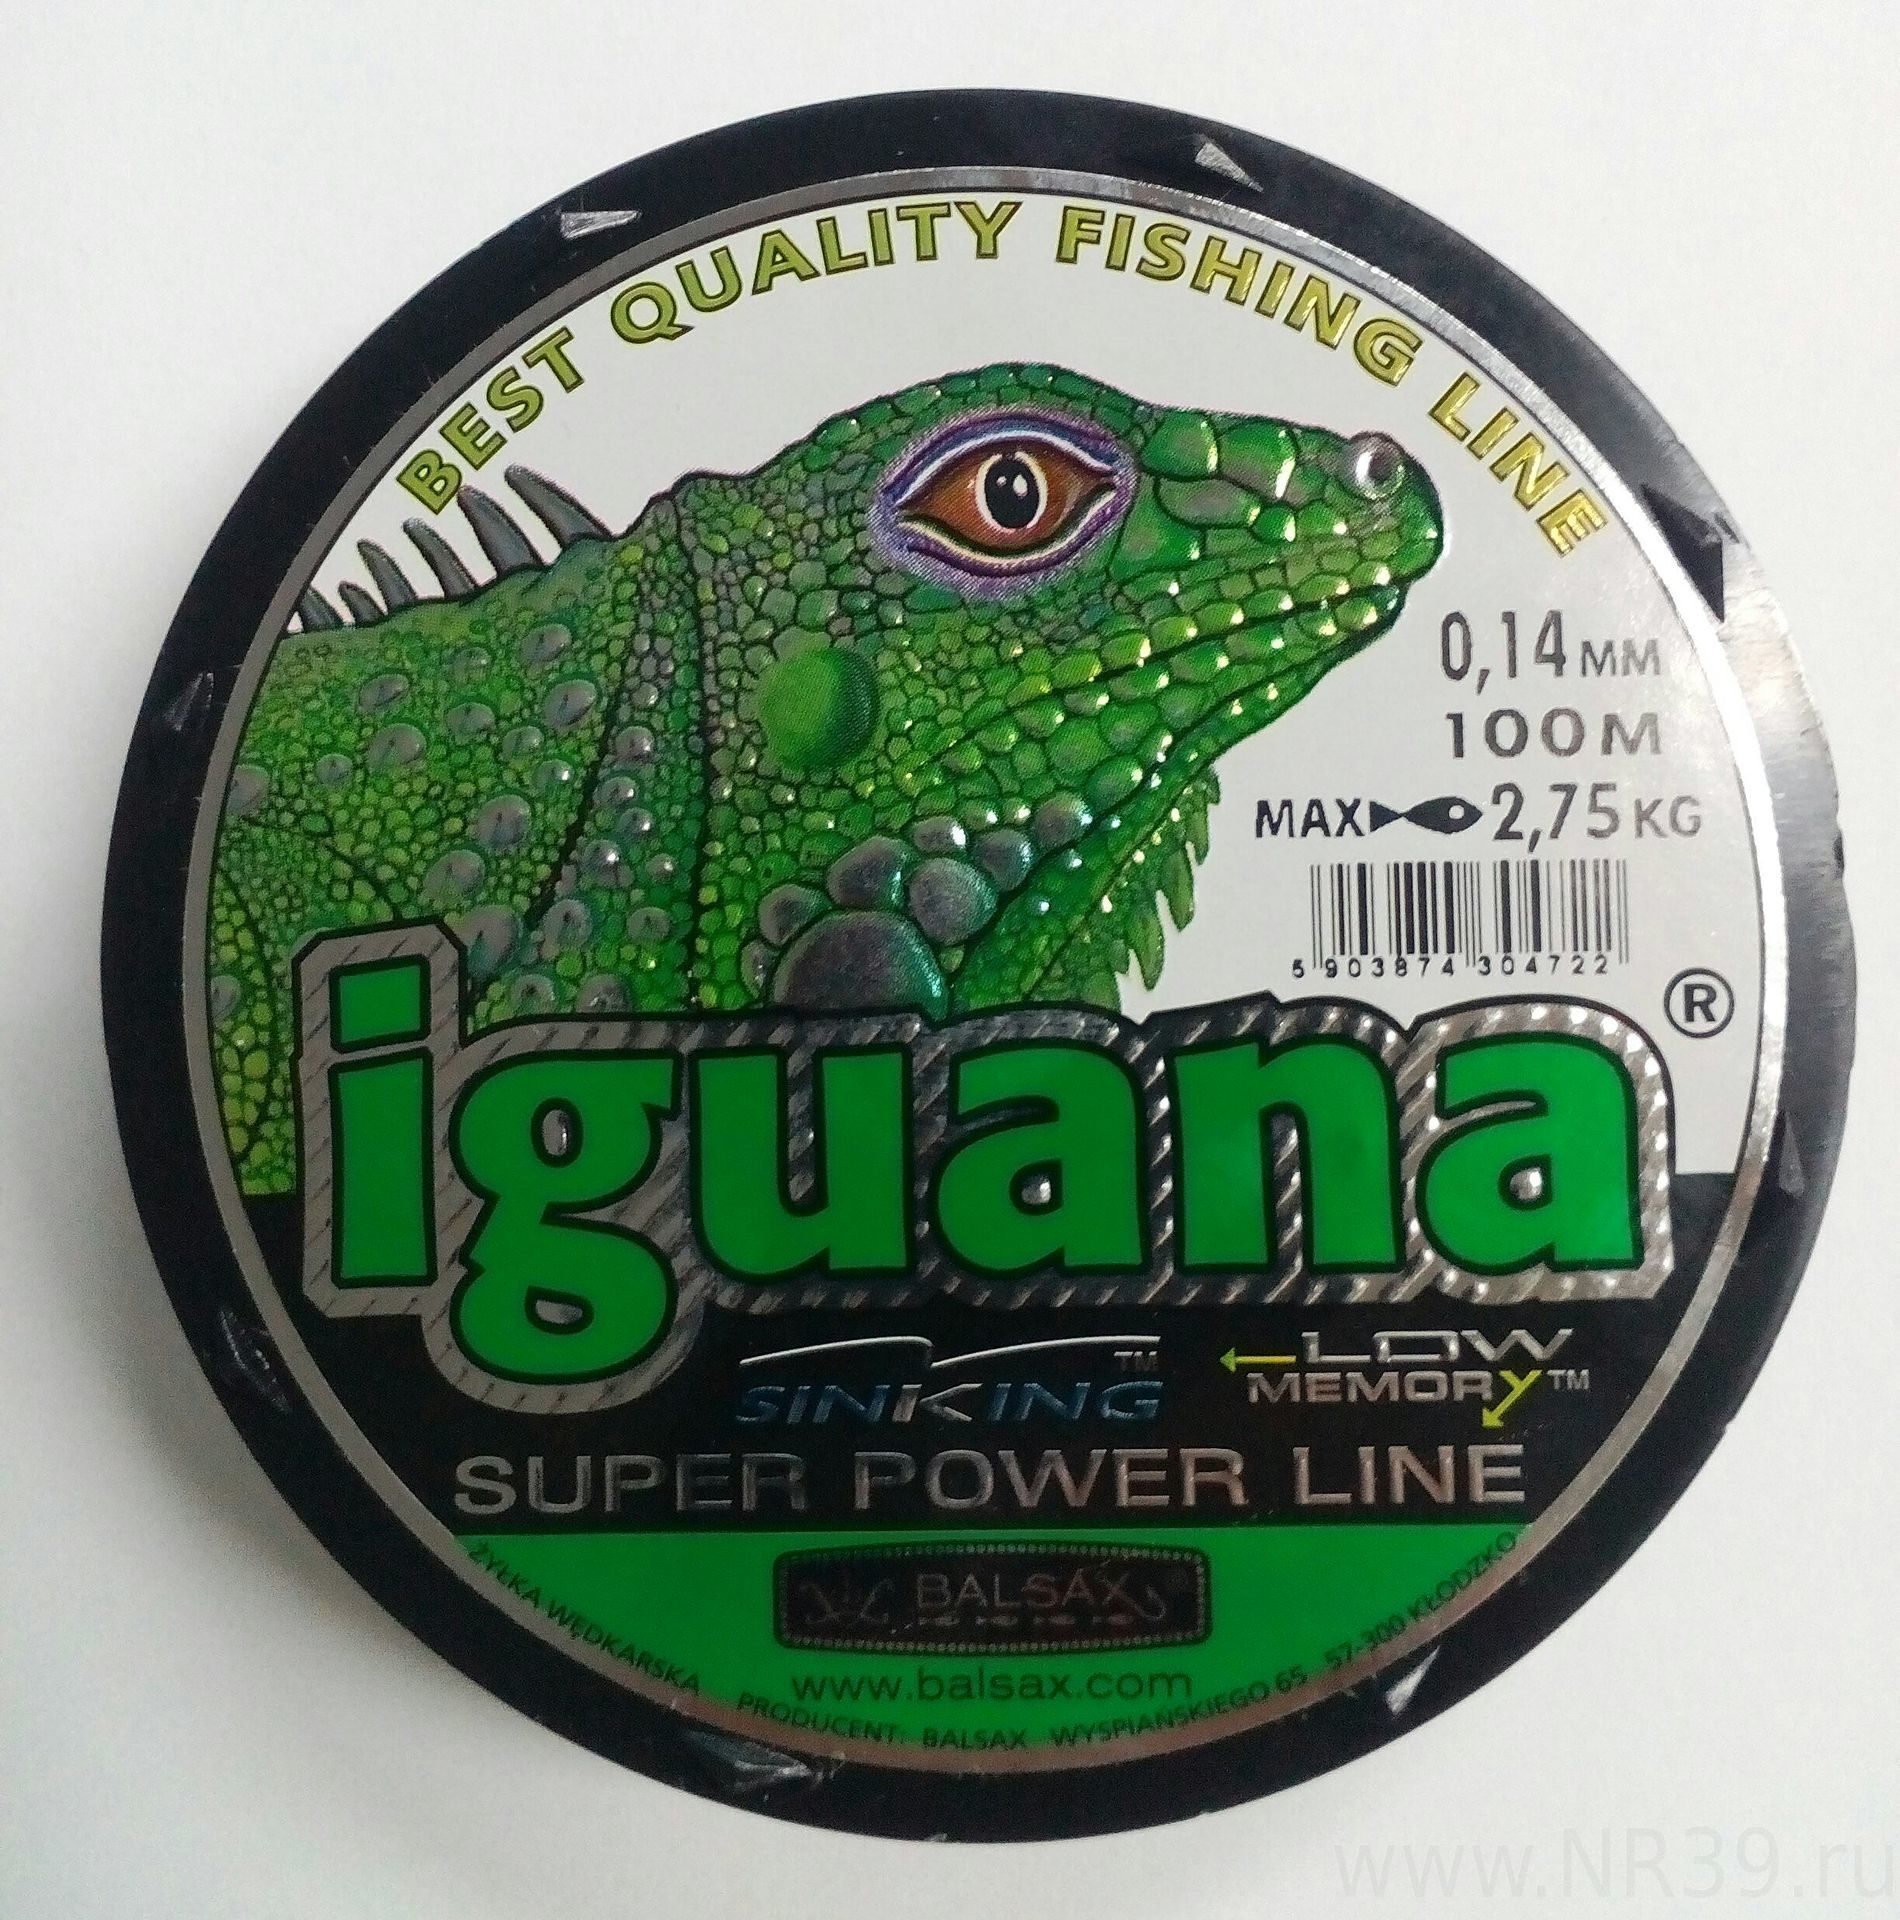 BEST QUALITY FISHING LINE
0,14 MM
100 M
MAX 2,75 KG
5 903874 304722
iguana ®
SINKING ™
LOW
MEMORY ™
SUPER POWER LINE
BALSAX ®
www.balsax.com
ŻYŁKA WĘDKARSKA PRODUCENT: BALSAX WYSPIAŃSKIEGO 65 57-300 KŁODZKO
www.NR39.ru